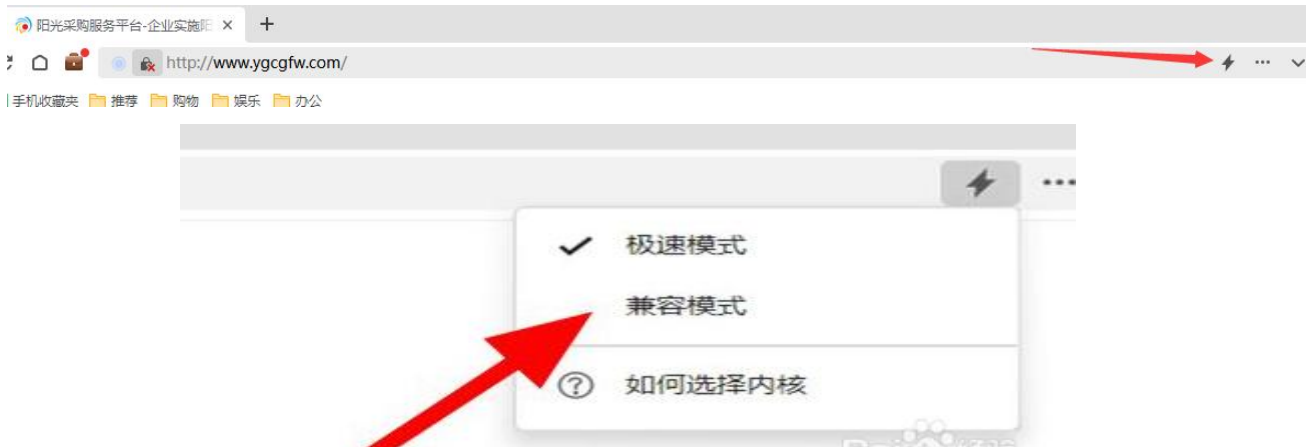 阳光采购服务平台-企业实施阳
http://www.ygcgfw.com/
手机收藏夹 推荐 购物 娱乐 办公
极速模式
兼容模式
如何选择内核